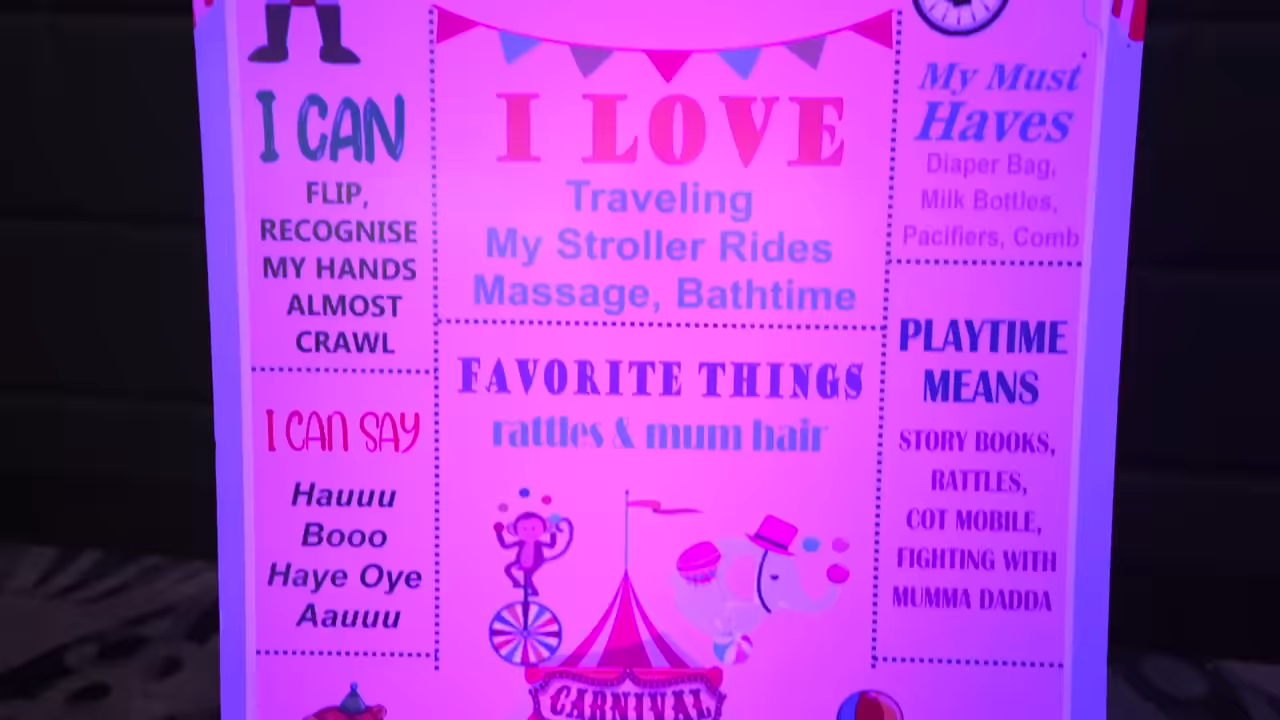 I CAN
FLIP,
RECOGNISE
MY HANDS
ALMOST
CRAWL
I CAN SAY
Hauuu
Booo
Haye Oye
Aauuu
I LOVE
Traveling
My Stroller Rides
Massage, Bathtime
FAVORITE THINGS
rattles & mum hair
CARNIVAL
My Must
Haves
Diaper Bag,
Milk Bottles,
Pacifiers, Comb
PLAYTIME
MEANS
STORY BOOKS,
RATTLES,
COT MOBILE,
FIGHTING WITH
MUMMA DADDA